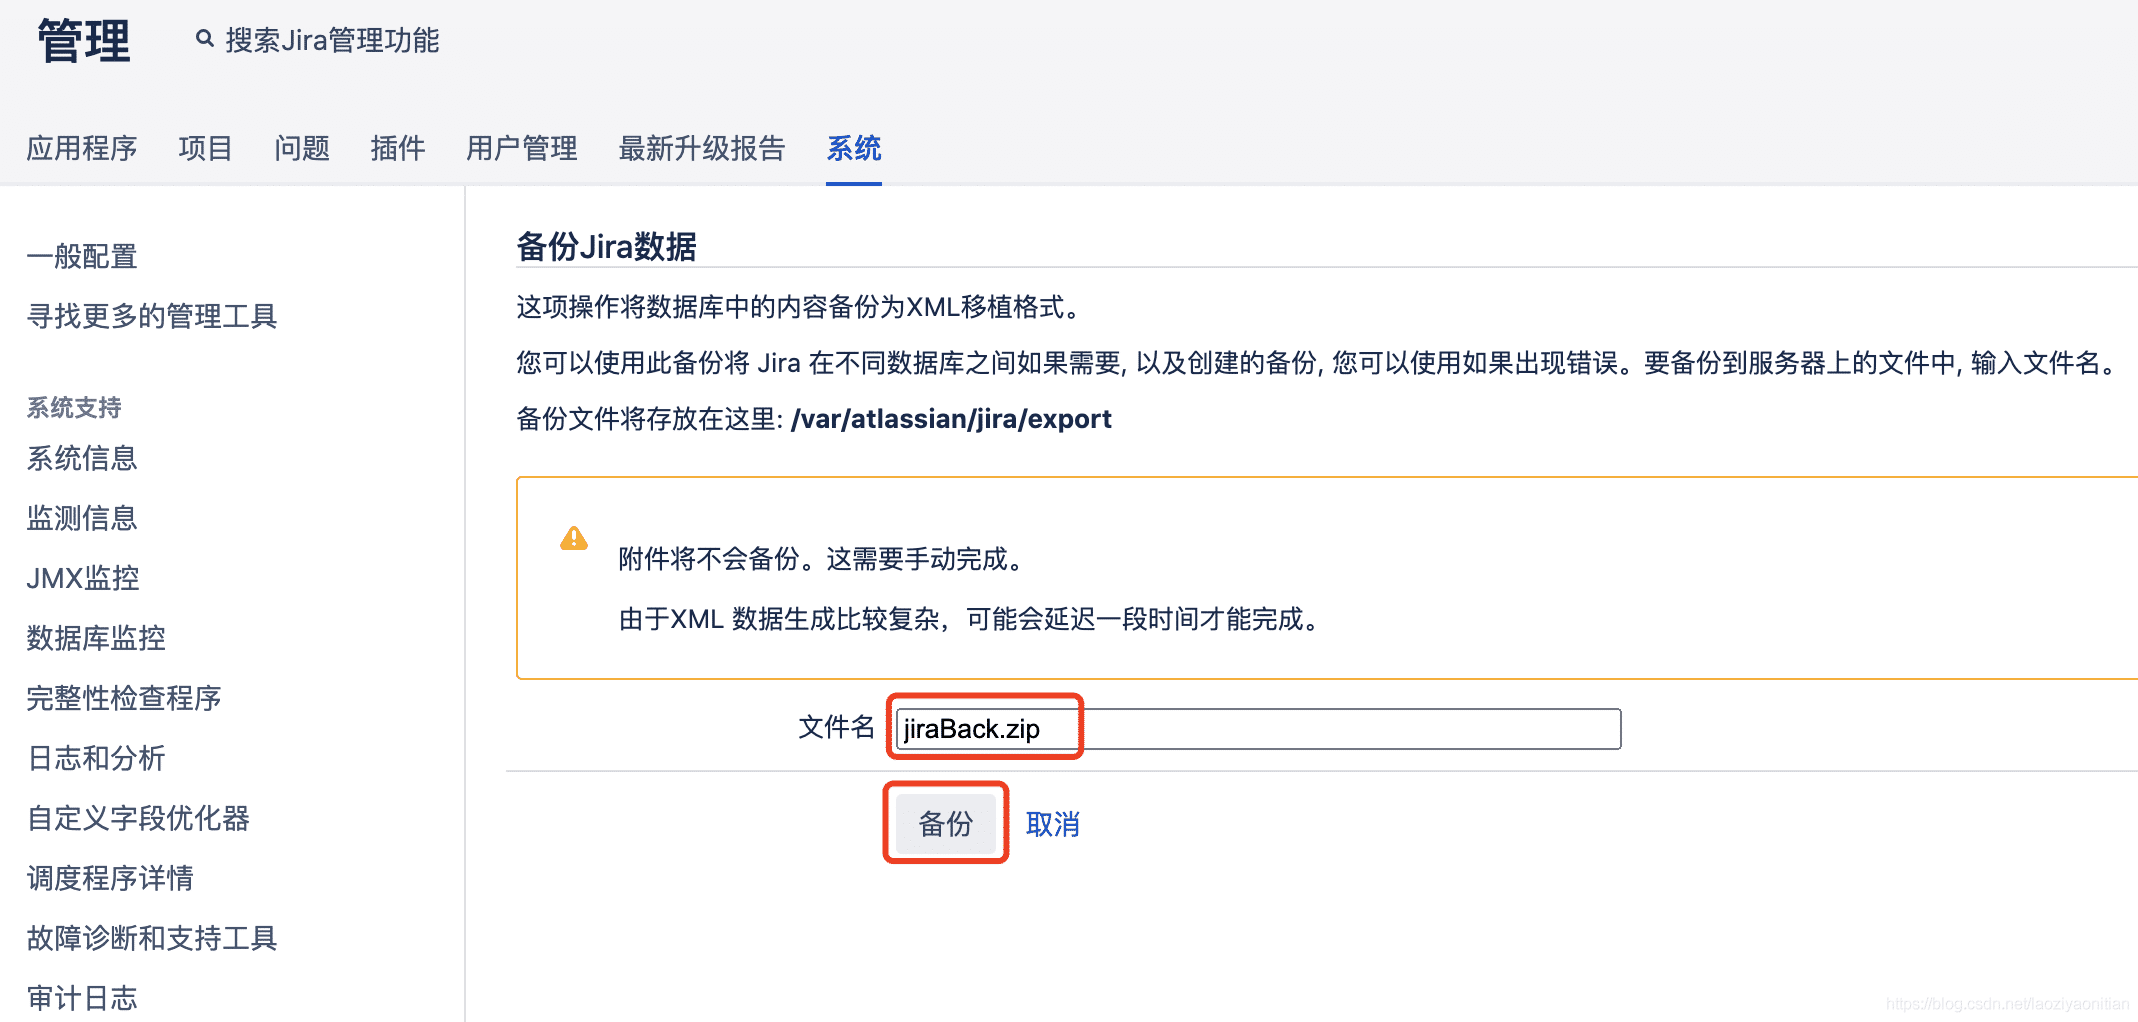 管理
搜索Jira管理功能
应用程序 项目 问题 插件 用户管理 最新升级报告 系统
一般配置
寻找更多的管理工具
系统支持
系统信息
监测信息
JMX监控
数据库监控
完整性检查程序
日志和分析
自定义字段优化器
调度程序详情
故障诊断和支持工具
审计日志
备份Jira数据
这项操作将数据库中的内容备份为XML移植格式。
您可以使用此备份将 Jira 在不同数据库之间如果需要, 以及创建的备份, 您可以使用如果出现错误。要备份到服务器上的文件中, 输入文件名。
备份文件将存放在这里: /var/atlassian/jira/export
附件将不会备份。这需要手动完成。
由于XML 数据生成比较复杂，可能会延迟一段时间才能完成。
文件名 jiraBack.zip
备份 取消
https://blog.csdn.net/laoziyaonitian